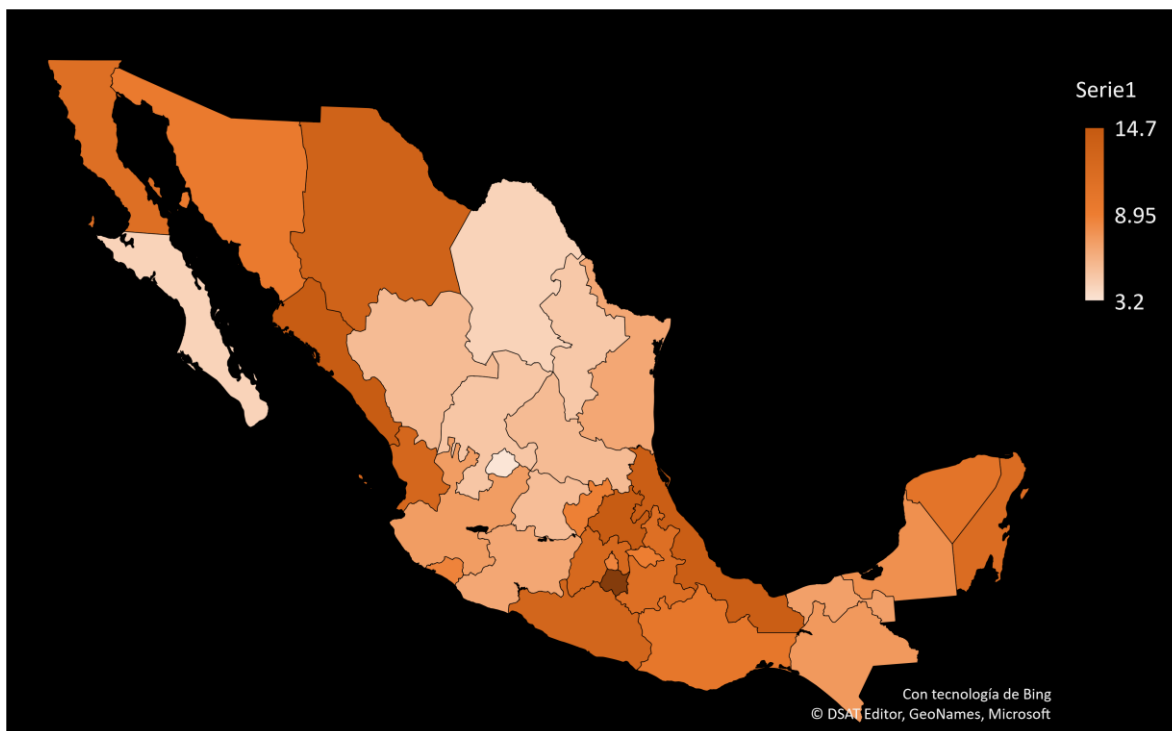 Serie1
14.7
8.95
3.2
Con tecnología de Bing
© DSAT Editor, GeoNames, Microsoft